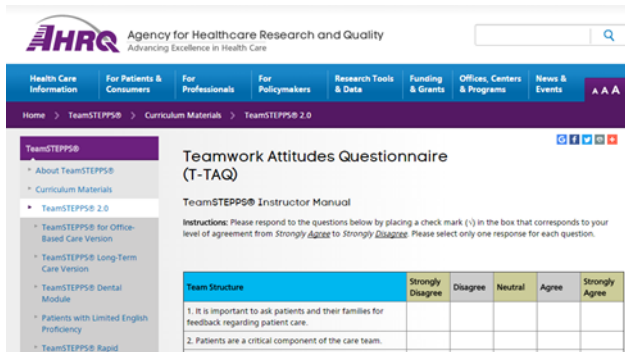 AHRQ
Agency for Healthcare Research and Quality
Advancing Excellence in Health Care
Health Care Information
For Patients & Consumers
For Professionals
For Policymakers
Research Tools & Data
Funding & Grants
Offices, Centers & Programs
News & Events
A A A
Home > TeamSTEPPS® > Curriculum Materials > TeamSTEPPS® 2.0
TeamSTEPPS®
About TeamSTEPPS®
Curriculum Materials
TeamSTEPPS® 2.0
TeamSTEPPS® for Office-
Based Care Version
TeamSTEPPS® Long-Term
Care Version
TeamSTEPPS® Dental
Module
Patients with Limited English
Proficiency
TeamSTEPPS® Rapid
Teamwork Attitudes Questionnaire
(T-TAQ)
TeamSTEPPS® Instructor Manual
Instructions: Please respond to the questions below by placing a check mark (√) in the box that corresponds to your
level of agreement from Strongly Agree to Strongly Disagree. Please select only one response for each question.
Team Structure
Strongly Disagree
Disagree
Neutral
Agree
Strongly Agree
1. It is important to ask patients and their families for
feedback regarding patient care.
2. Patients are a critical component of the care team.